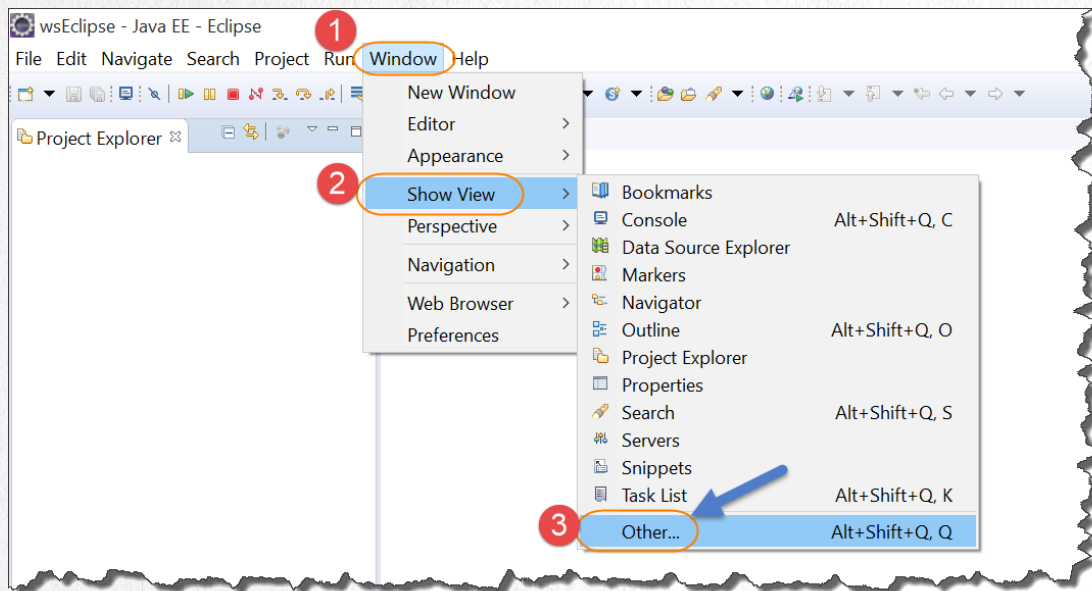 wsEclipse - Java EE - Eclipse
1
File Edit Navigate Search Project Run Window Help
New Window
Project Explorer
Editor
Appearance
2
Show View
Perspective
Navigation
Web Browser
Preferences
Bookmarks
Console Alt+Shift+Q, C
Data Source Explorer
Markers
Navigator
Outline Alt+Shift+Q, O
Project Explorer
Properties
Search Alt+Shift+Q, S
Servers
Snippets
Task List Alt+Shift+Q, K
3
Other... Alt+Shift+Q, Q